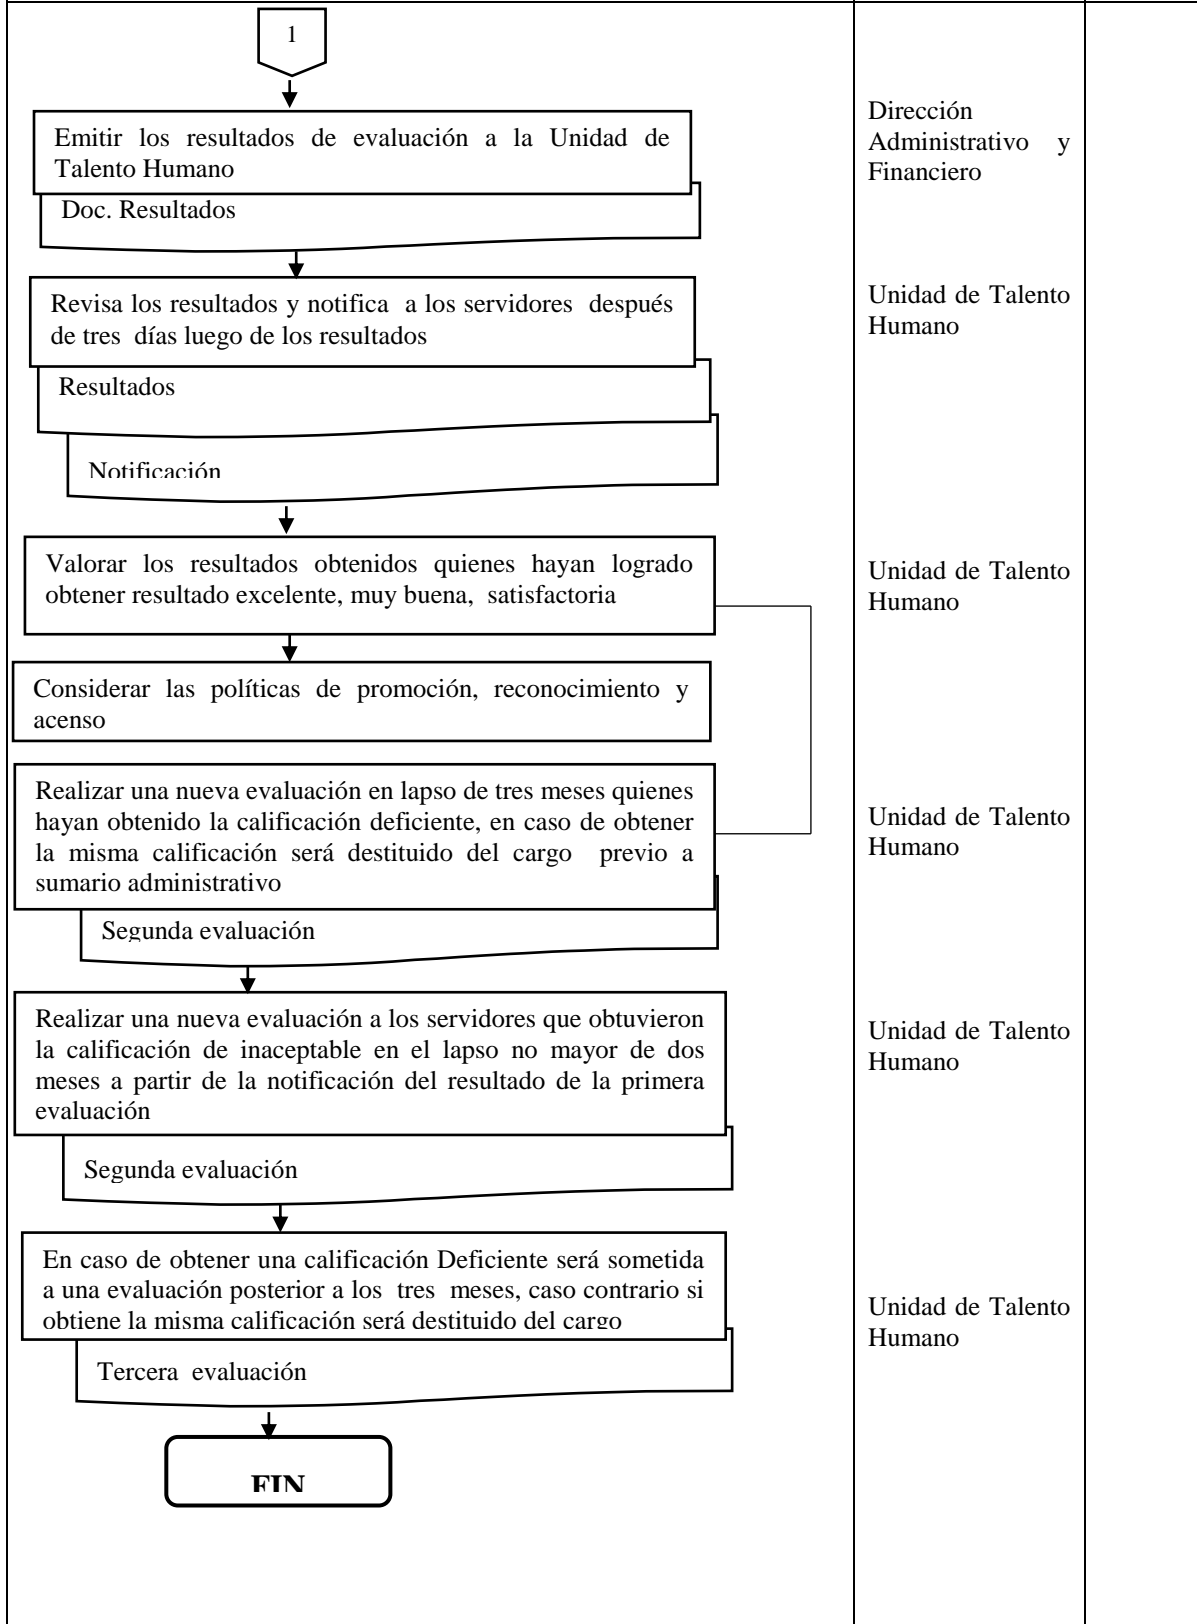 1
Emitir los resultados de evaluación a la Unidad de
Talento Humano
Doc. Resultados
Dirección
Administrativo y
Financiero
Revisa los resultados y notifica a los servidores después
de tres días luego de los resultados
Resultados
Notificación
Unidad de Talento
Humano
Valorar los resultados obtenidos quienes hayan logrado
obtener resultado excelente, muy buena, satisfactoria
Unidad de Talento
Humano
Considerar las políticas de promoción, reconocimiento y
acenso
Realizar una nueva evaluación en lapso de tres meses quienes
hayan obtenido la calificación deficiente, en caso de obtener
la misma calificación será destituido del cargo previo a
sumario administrativo
Segunda evaluación
Unidad de Talento
Humano
Realizar una nueva evaluación a los servidores que obtuvieron
la calificación de inaceptable en el lapso no mayor de dos
meses a partir de la notificación del resultado de la primera
evaluación
Segunda evaluación
Unidad de Talento
Humano
En caso de obtener una calificación Deficiente será sometida
a una evaluación posterior a los tres meses, caso contrario si
obtiene la misma calificación será destituido del cargo
Tercera evaluación
Unidad de Talento
Humano
FIN